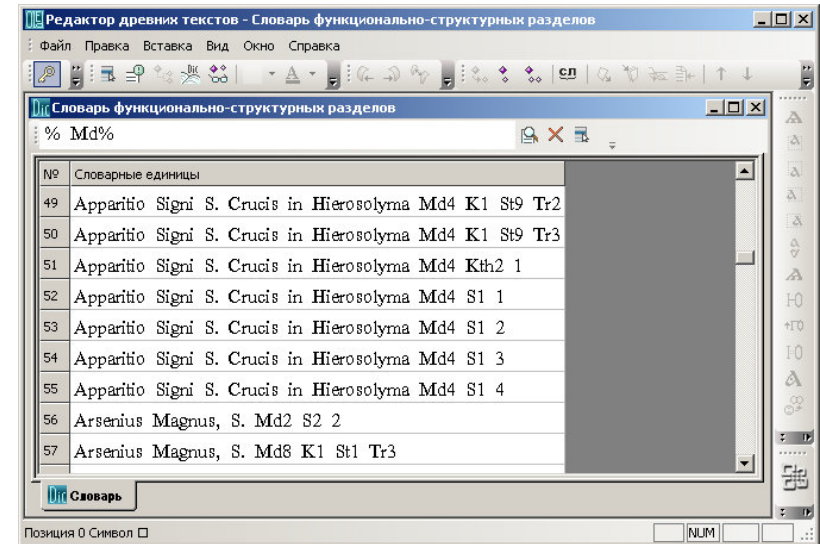 Редактор древних текстов - Словарь функционально-структурных разделов
Файл Правка Вставка Вид Окно Справка
сл
Dic Словарь функционально-структурных разделов
% Md%
№ Словарные единицы
49 Apparitio Signi S. Crucis in Hierosolyma Md4 K1 St9 Tr2
50 Apparitio Signi S. Crucis in Hierosolyma Md4 K1 St9 Tr3
51 Apparitio Signi S. Crucis in Hierosolyma Md4 Kth2 1
52 Apparitio Signi S. Crucis in Hierosolyma Md4 S1 1
53 Apparitio Signi S. Crucis in Hierosolyma Md4 S1 2
54 Apparitio Signi S. Crucis in Hierosolyma Md4 S1 3
55 Apparitio Signi S. Crucis in Hierosolyma Md4 S1 4
56 Arsenius Magnus, S. Md2 S2 2
57 Arsenius Magnus, S. Md8 K1 St1 Tr3
Dic Словарь
Позиция 0 Символ □ NUM